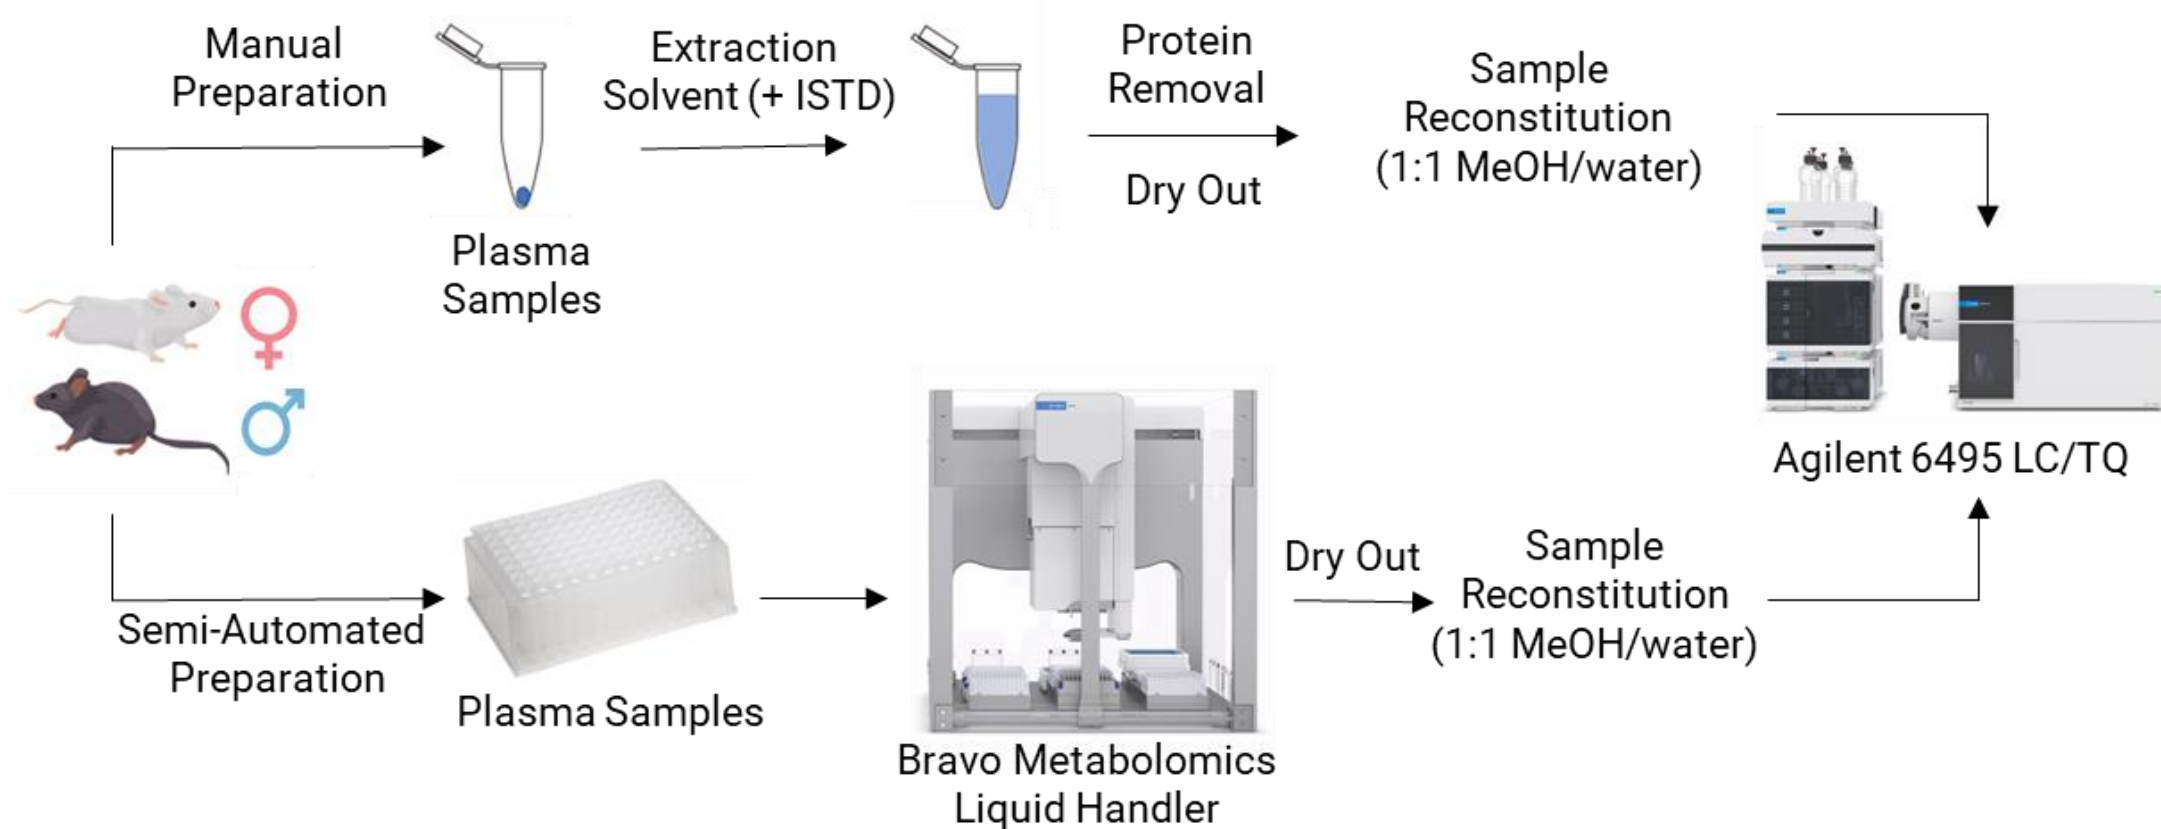 Manual
Preparation
Extraction
Solvent (+ ISTD)
Protein
Removal
Dry Out
Sample
Reconstitution
(1:1 MeOH/water)
Plasma
Samples
Agilent 6495 LC/TQ
Semi-Automated
Preparation
Plasma Samples
Bravo Metabolomics
Liquid Handler
Dry Out
Sample
Reconstitution
(1:1 MeOH/water)